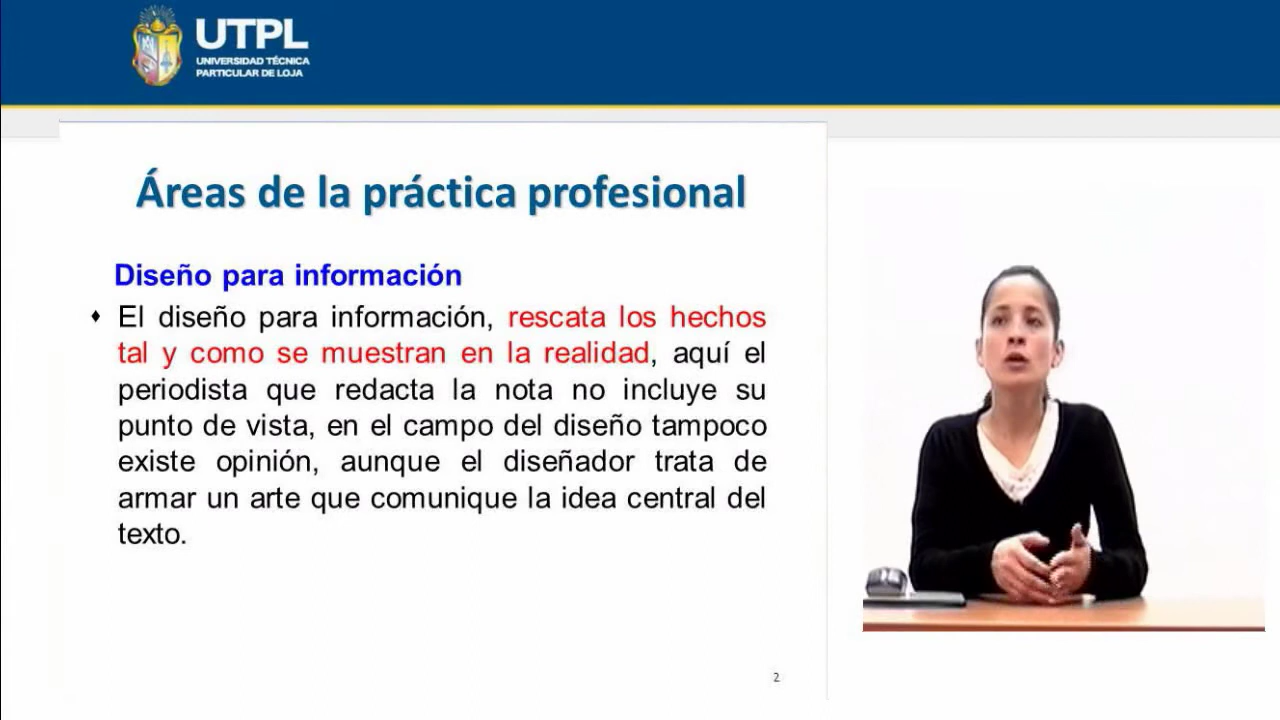 UTPL
UNIVERSIDAD TÉCNICA
PARTICULAR DE LOJA
Áreas de la práctica profesional
Diseño para información
♦ El diseño para información, rescata los hechos
tal y como se muestran en la realidad, aquí el
periodista que redacta la nota no incluye su
punto de vista, en el campo del diseño tampoco
existe opinión, aunque el diseñador trata de
armar un arte que comunique la idea central del
texto.
2